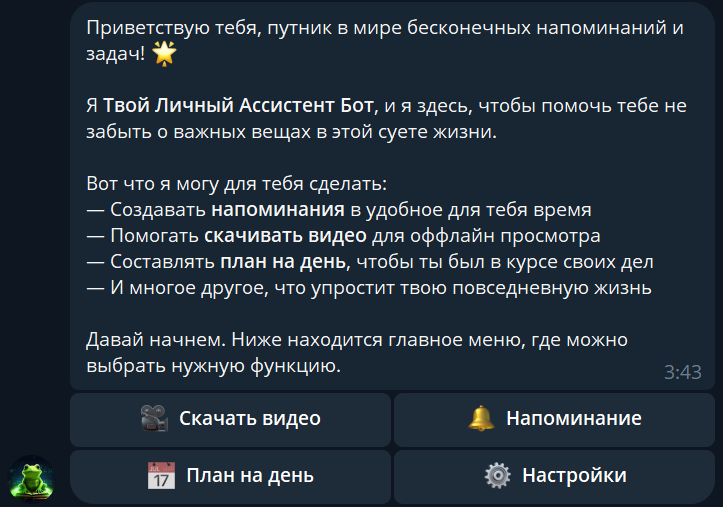 Приветствую тебя, путник в мире бесконечных напоминаний и
задач! 🌟
Я Твой Личный Ассистент Бот, и я здесь, чтобы помочь тебе не
забыть о важных вещах в этой суете жизни.
Вот что я могу для тебя сделать:
— Создавать напоминания в удобное для тебя время
— Помогать скачивать видео для оффлайн просмотра
— Составлять план на день, чтобы ты был в курсе своих дел
— И многое другое, что упростит твою повседневную жизнь
Давай начнем. Ниже находится главное меню, где можно
выбрать нужную функцию.
3:43
🎥 Скачать видео
🔔 Напоминание
📅 План на день
⚙️ Настройки